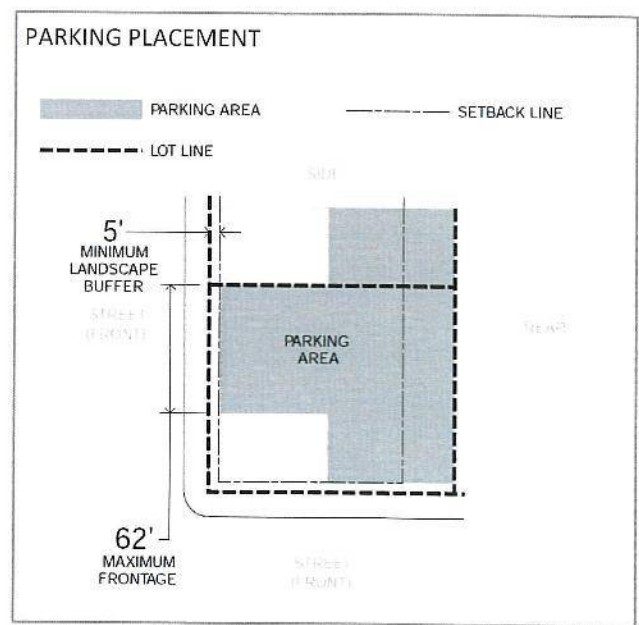 PARKING PLACEMENT
PARKING AREA
SETBACK LINE
LOT LINE
SIDE
5'
MINIMUM
LANDSCAPE
BUFFER
STREET
(FRONT)
PARKING
AREA
REAR
62'
MAXIMUM
FRONTAGE
STREET
(FRONT)